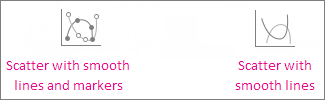 Scatter with smooth
lines and markers
Scatter with
smooth lines